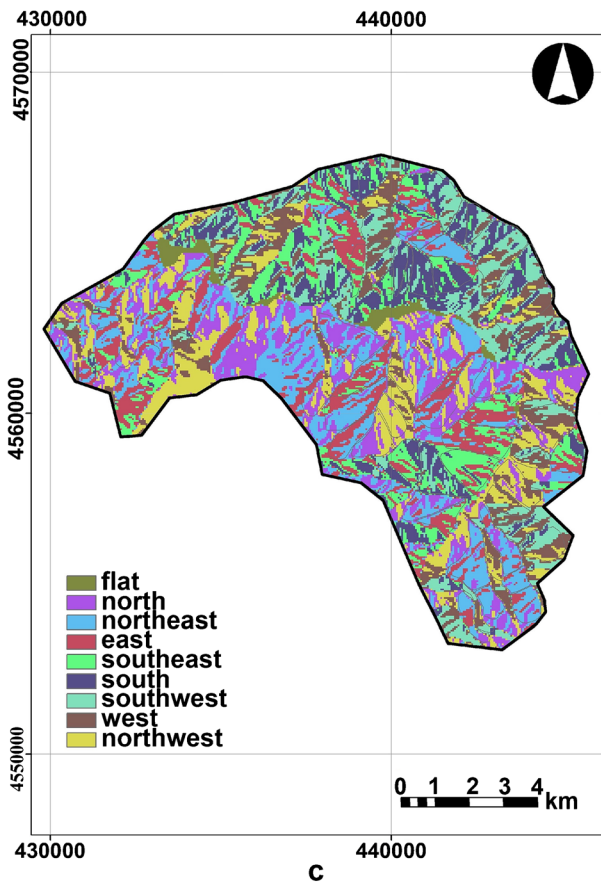 430000 440000
4570000
4560000
4550000
flat
north
northeast
east
southeast
south
southwest
west
northwest
0 1 2 3 4
km
430000 440000
c